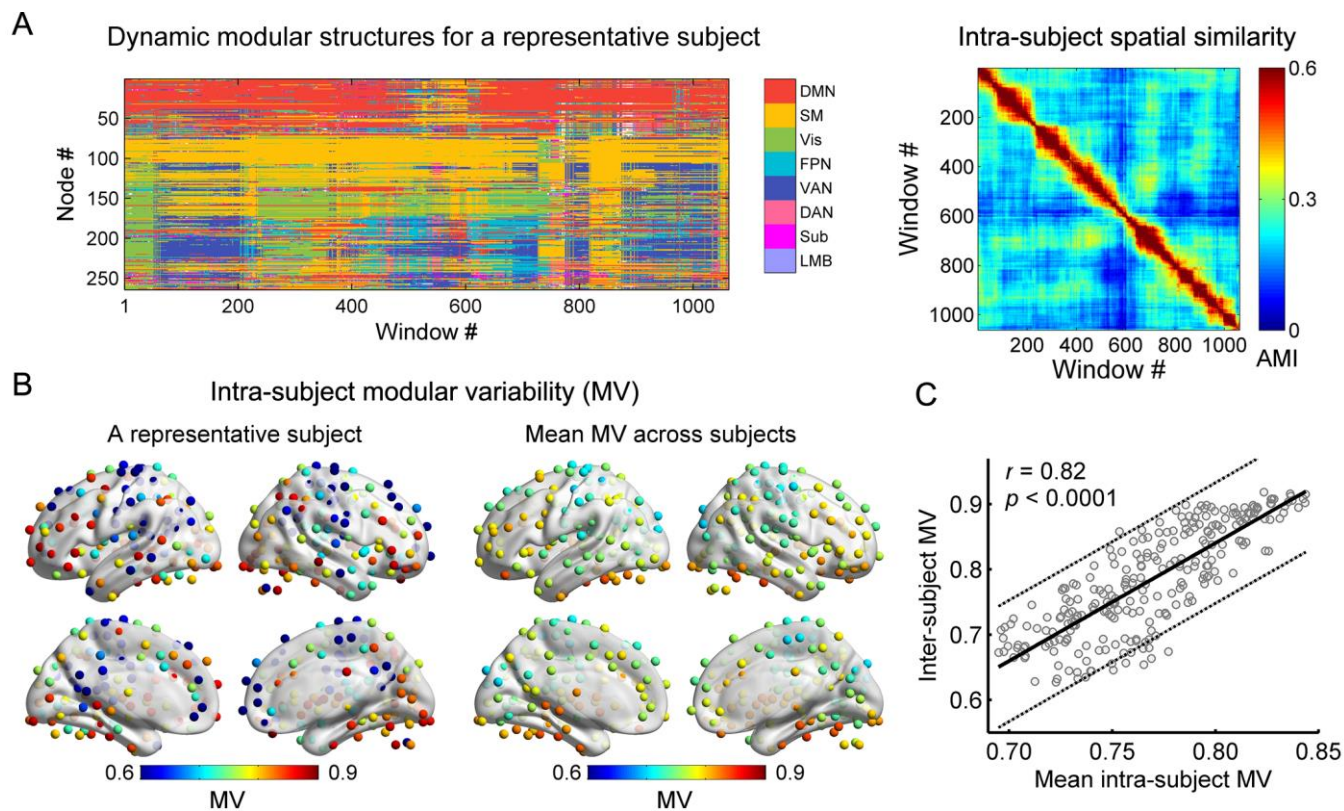 A
Dynamic modular structures for a representative subject
Node #
50
100
150
200
250
1
200
400
600
800
1000
Window #
DMN
SM
Vis
FPN
VAN
DAN
Sub
LMB
Intra-subject spatial similarity
Window #
200
400
600
800
1000
200 400 600 800 1000
Window #
0.6
0.3
0
AMI
B
Intra-subject modular variability (MV)
A representative subject
Mean MV across subjects
0.6
0.9
MV
0.6
0.9
MV
C
r = 0.82
p < 0.0001
Inter-subject MV
0.9
0.8
0.7
0.6
0.70
0.75
0.80
0.85
Mean intra-subject MV